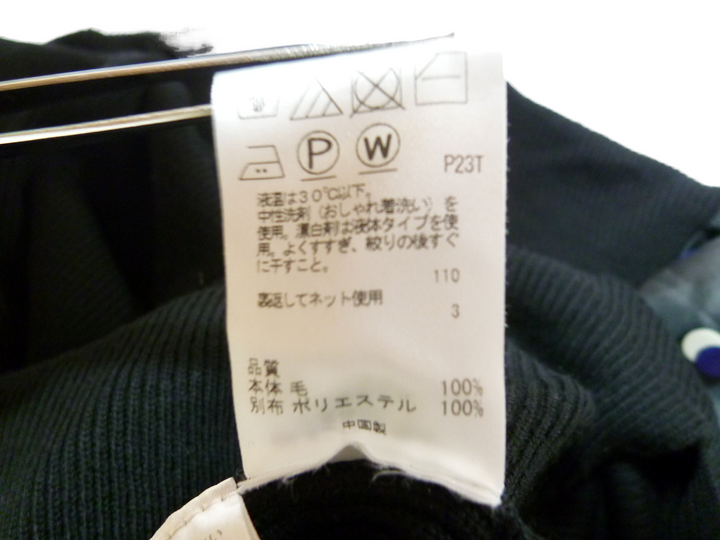 P W P23T
液温は30℃以下。
中性洗剤（おしゃれ着洗い）を
使用。漂白剤は液体タイプを使
用。よくすすぎ、絞りの後すぐ
に干すこと。
110
裏返してネット使用
3
品質
本体 毛 100%
別布 ポリエステル 100%
中国製